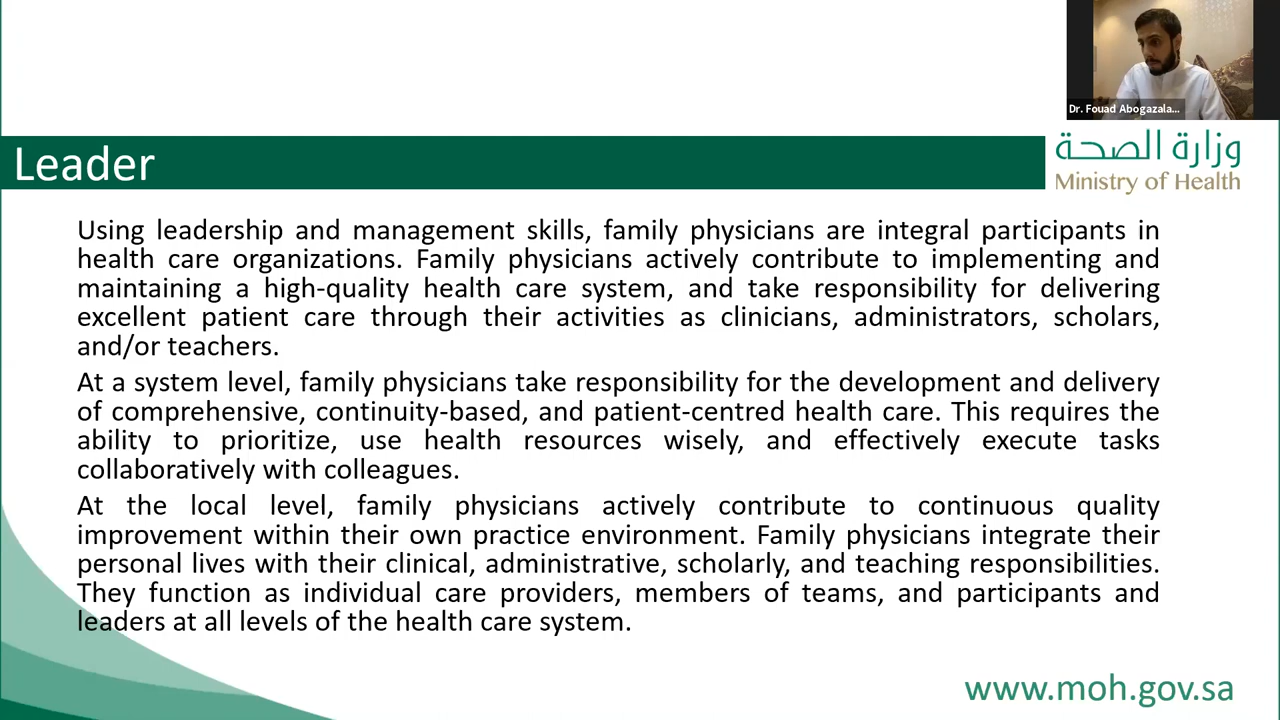 Dr. Fouad Abogazala...
وزارة الصحة
Ministry of Health
Leader
Using leadership and management skills, family physicians are integral participants in
health care organizations. Family physicians actively contribute to implementing and
maintaining a high-quality health care system, and take responsibility for delivering
excellent patient care through their activities as clinicians, administrators, scholars,
and/or teachers.
At a system level, family physicians take responsibility for the development and delivery
of comprehensive, continuity-based, and patient-centred health care. This requires the
ability to prioritize, use health resources wisely, and effectively execute tasks
collaboratively with colleagues.
At the local level, family physicians actively contribute to continuous quality
improvement within their own practice environment. Family physicians integrate their
personal lives with their clinical, administrative, scholarly, and teaching responsibilities.
They function as individual care providers, members of teams, and participants and
leaders at all levels of the health care system.
www.moh.gov.sa